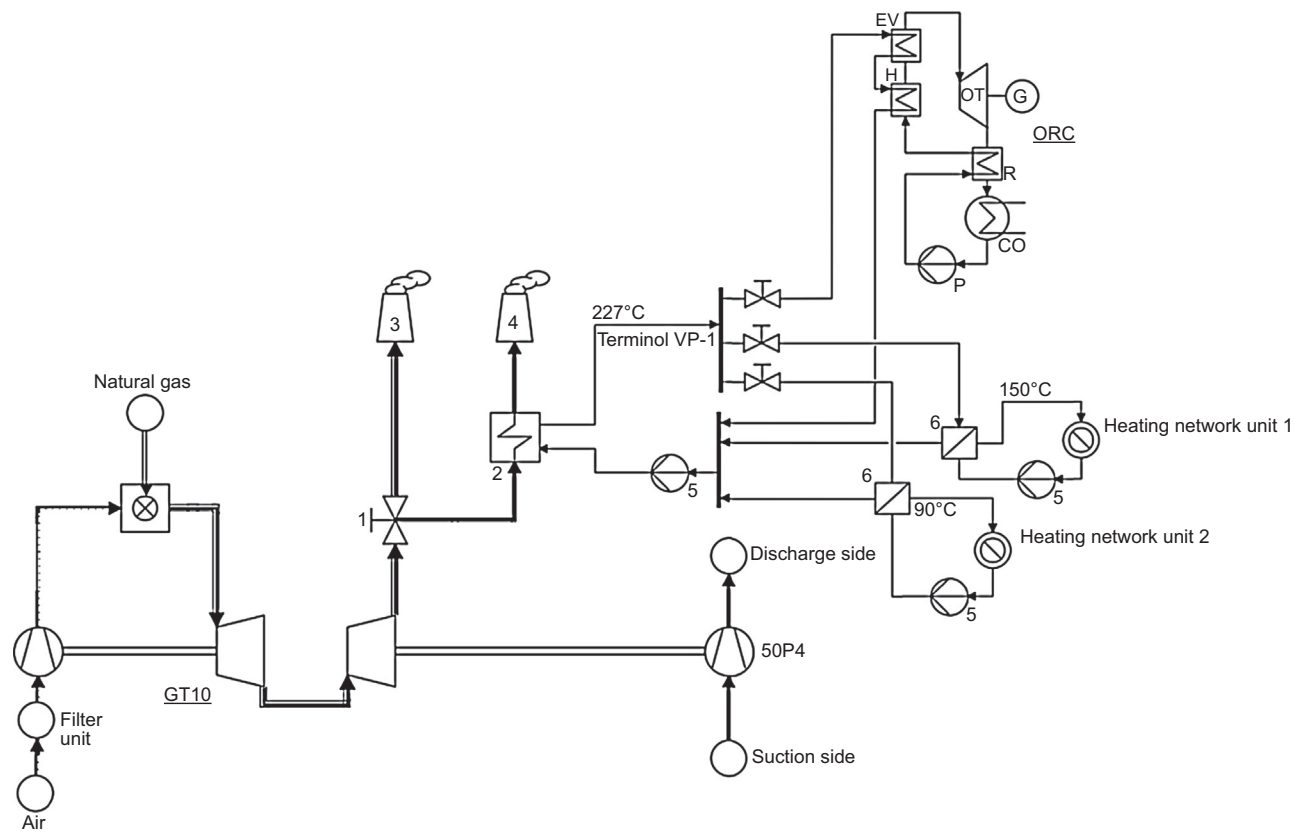 EV
H
OT
G
ORC
R
CO
P
3
4
227°C
Terminol VP-1
Natural gas
150°C
6
Heating network unit 1
2
5
6
5
90°C
1
Heating network unit 2
Discharge side
5
50P4
GT10
Filter
unit
Suction side
Air